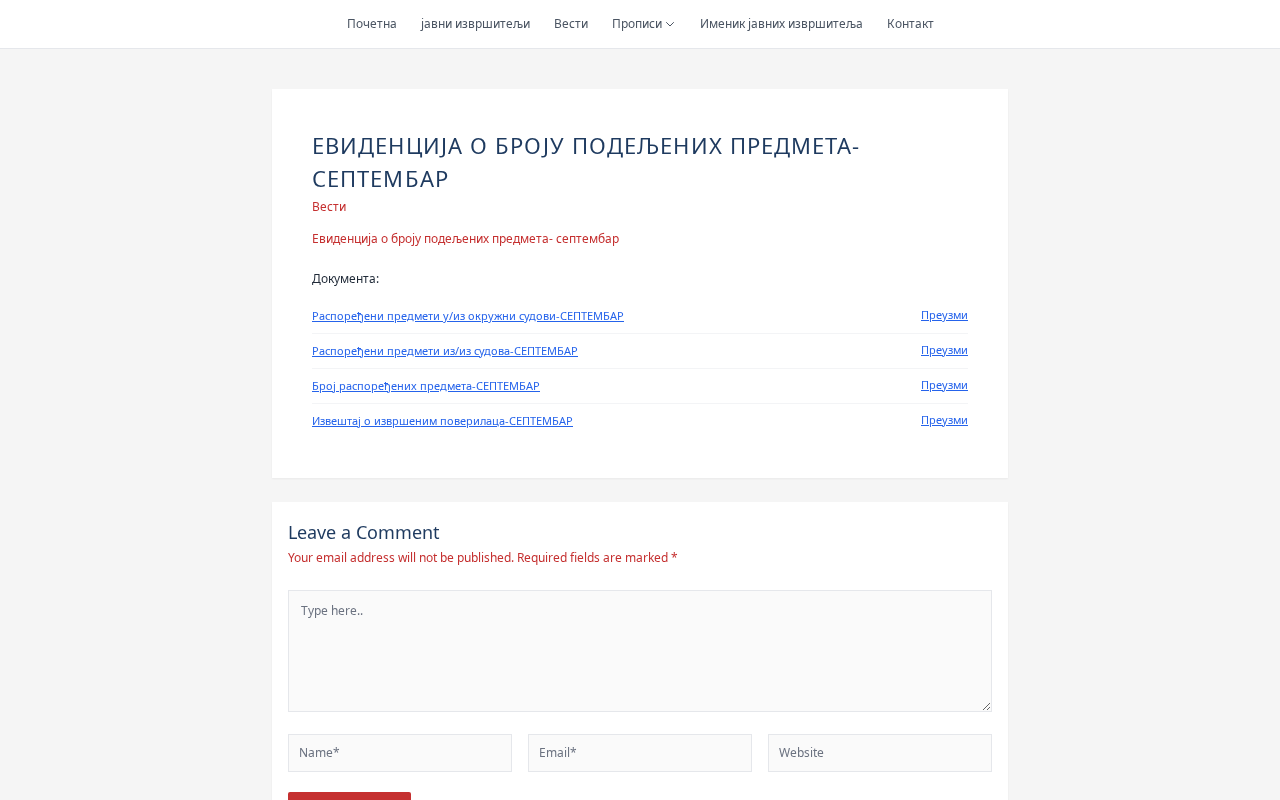 Почетна јавни извршитељи Вести Прописи Именик јавних извршитеља Контакт
ЕВИДЕНЦИЈА О БРОЈУ ПОДЕЉЕНИХ ПРЕДМЕТА-
СЕПТЕМБАР
Вести
Евиденција о броју подељених предмета- септембар
Документа:
Распоређени предмети у/из окружни судови-СЕПТЕМБАР Преузми
Распоређени предмети из/из судова-СЕПТЕМБАР Преузми
Број распоређених предмета-СЕПТЕМБАР Преузми
Извештај о извршеним поверилаца-СЕПТЕМБАР Преузми
Leave a Comment
Your email address will not be published. Required fields are marked *
Type here..
Name* Email* Website